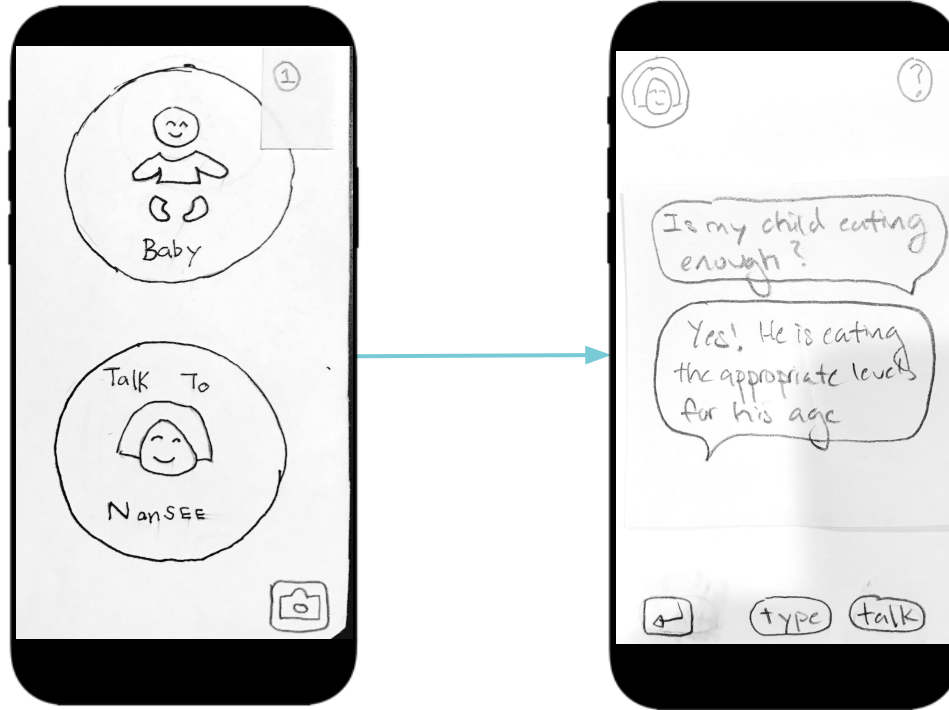 1
Baby
Talk To
NanSEE
?
Is my child eating
enough?
Yes! He is eating
the appropriate levels
for his age
type
talk